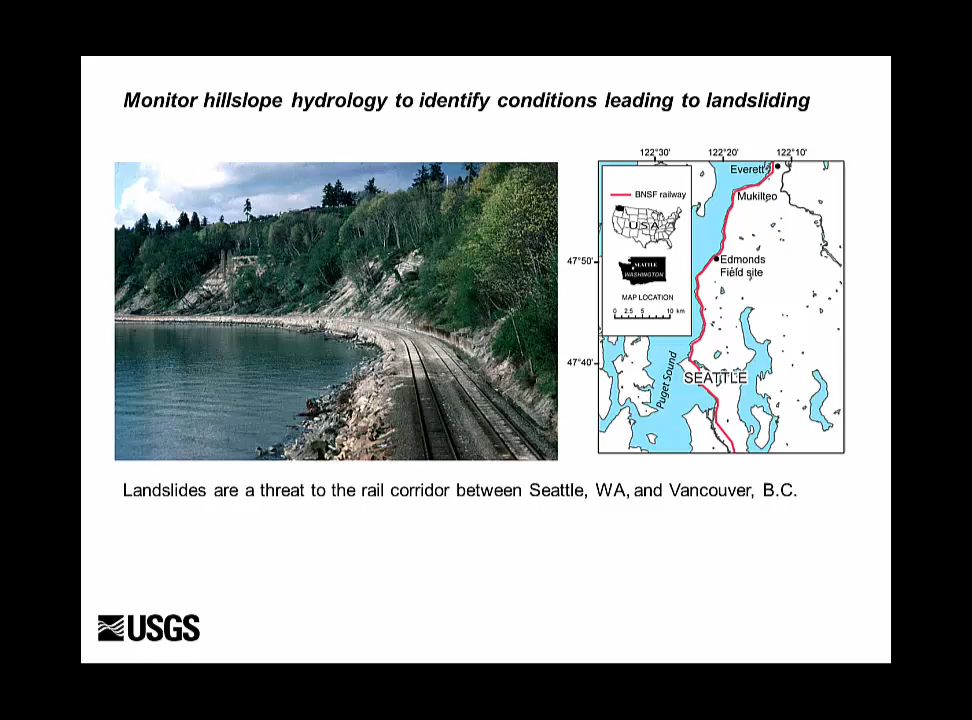 Monitor hillslope hydrology to identify conditions leading to landsliding
122°30'
122°20'
122°10'
Everett
BNSF railway
Mukilteo
USA
Edmonds
Field site
47°50'
SEATTLE
WASHINGTON
MAP LOCATION
0 2.5 5 10 km
47°40'
Puget Sound
SEATTLE
Landslides are a threat to the rail corridor between Seattle, WA, and Vancouver, B.C.
USGS